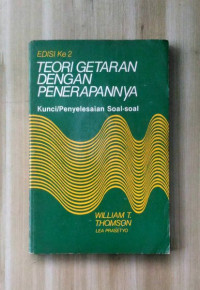 EDISI Ke 2
TEORI GETARAN
DENGAN
PENERAPANNYA
Kunci/Penyelesaian Soal-soal
WILLIAM T.
THOMSON
LEA PRASETYO